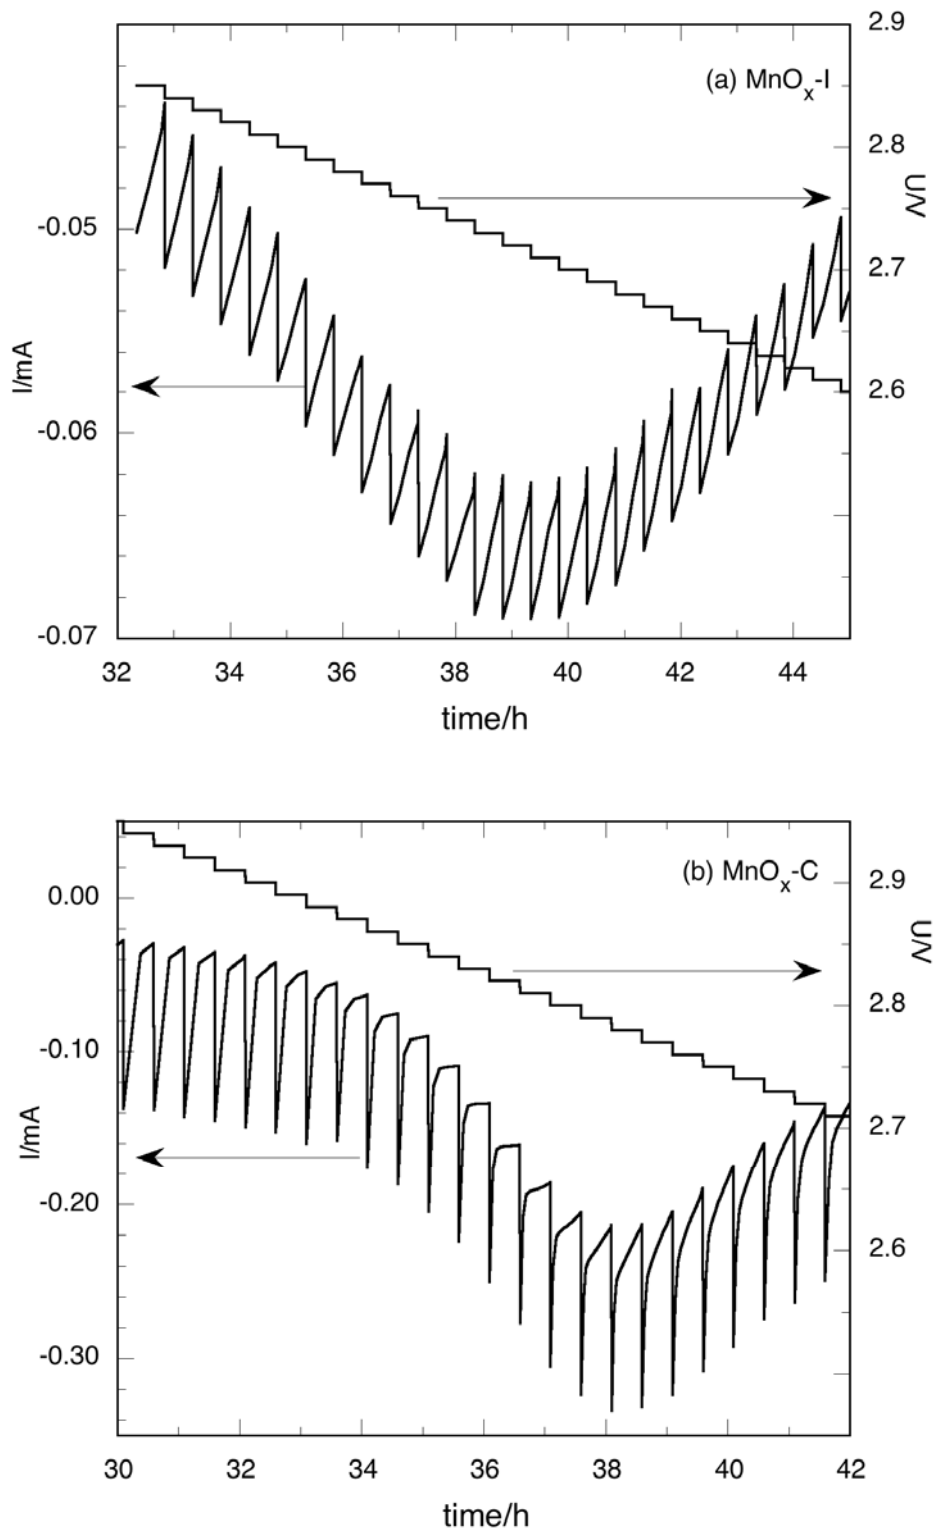 2.9
(a) MnOx-I
2.8
U/V
-0.05
2.7
I/mA
2.6
-0.06
-0.07
32 34 36 38 40 42 44
time/h
(b) MnOx-C
0.00
2.9
U/V
2.8
-0.10
I/mA
2.7
-0.20
2.6
-0.30
30 32 34 36 38 40 42
time/h